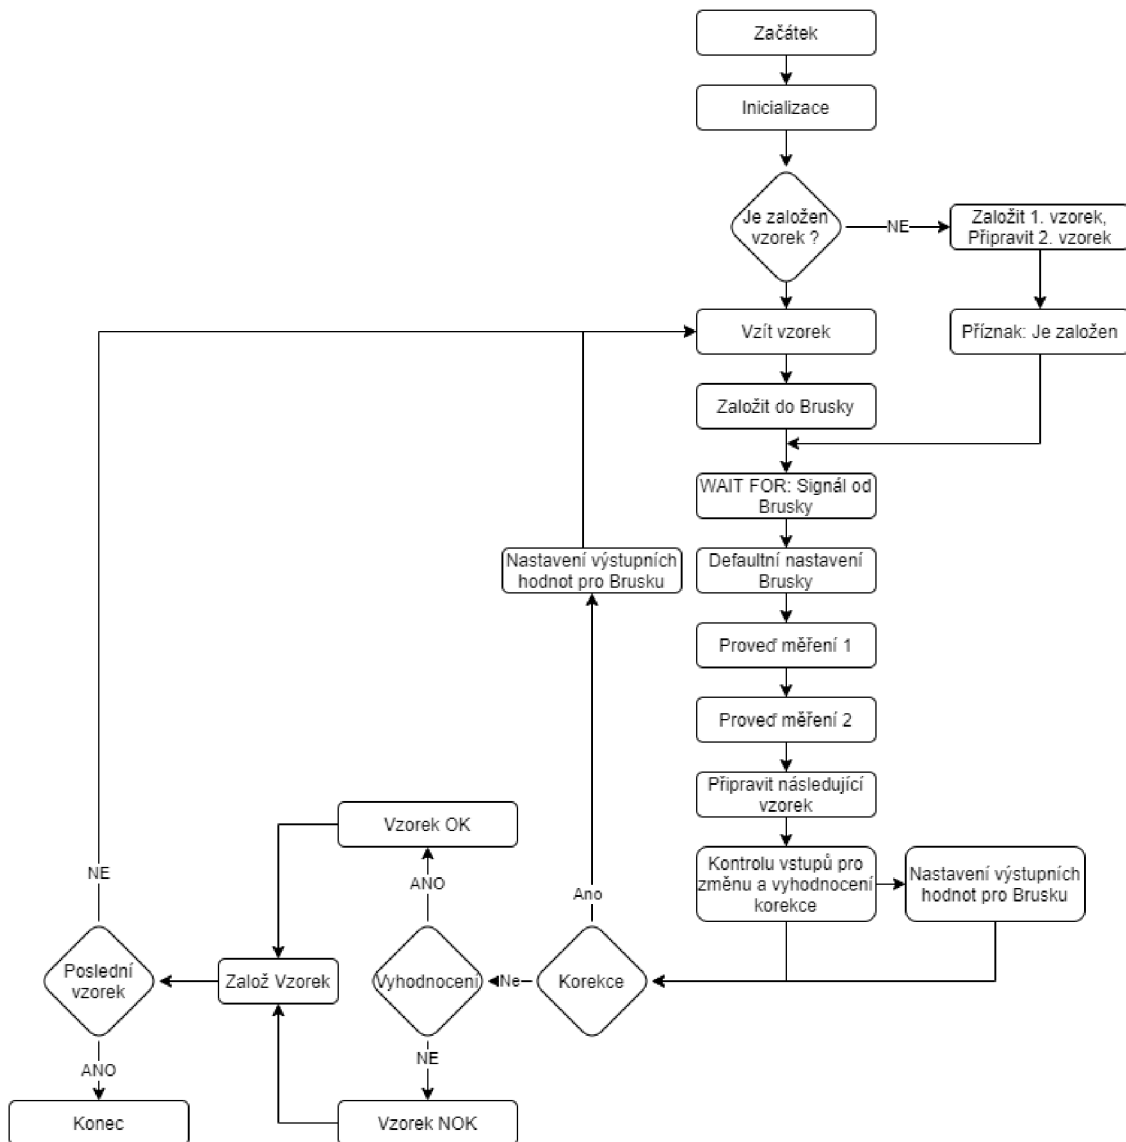 Začátek
Inicializace
Je založen
vzorek ?
NE
Založit 1. vzorek,
Připravit 2. vzorek
Vzít vzorek
Příznak: Je založen
Založit do Brusky
WAIT FOR: Signál od
Brusky
Nastavení výstupních
hodnot pro Brusku
Defaultní nastavení
Brusky
Proveď měření 1
Proveď měření 2
Připravit následující
vzorek
Vzorek OK
Kontrolu vstupů pro
změnu a vyhodnocení
korekce
Nastavení výstupních
hodnot pro Brusku
NE
ANO
Ano
Poslední
vzorek
Založ Vzorek
Vyhodnocení
Ne
Korekce
ANO
NE
Konec
Vzorek NOK